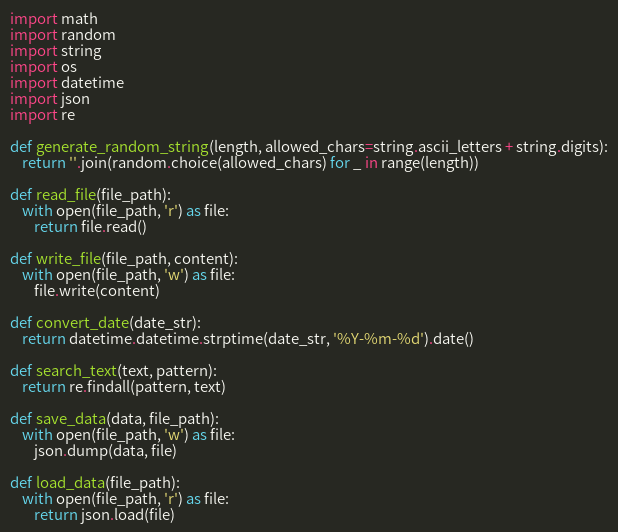 import math
import random
import string
import os
import datetime
import json
import re

def generate_random_string(length, allowed_chars=string.ascii_letters + string.digits):
    return ''.join(random.choice(allowed_chars) for _ in range(length))

def read_file(file_path):
    with open(file_path, 'r') as file:
        return file.read()

def write_file(file_path, content):
    with open(file_path, 'w') as file:
        file.write(content)

def convert_date(date_str):
    return datetime.datetime.strptime(date_str, '%Y-%m-%d').date()

def search_text(text, pattern):
    return re.findall(pattern, text)

def save_data(data, file_path):
    with open(file_path, 'w') as file:
        json.dump(data, file)

def load_data(file_path):
    with open(file_path, 'r') as file:
        return json.load(file)